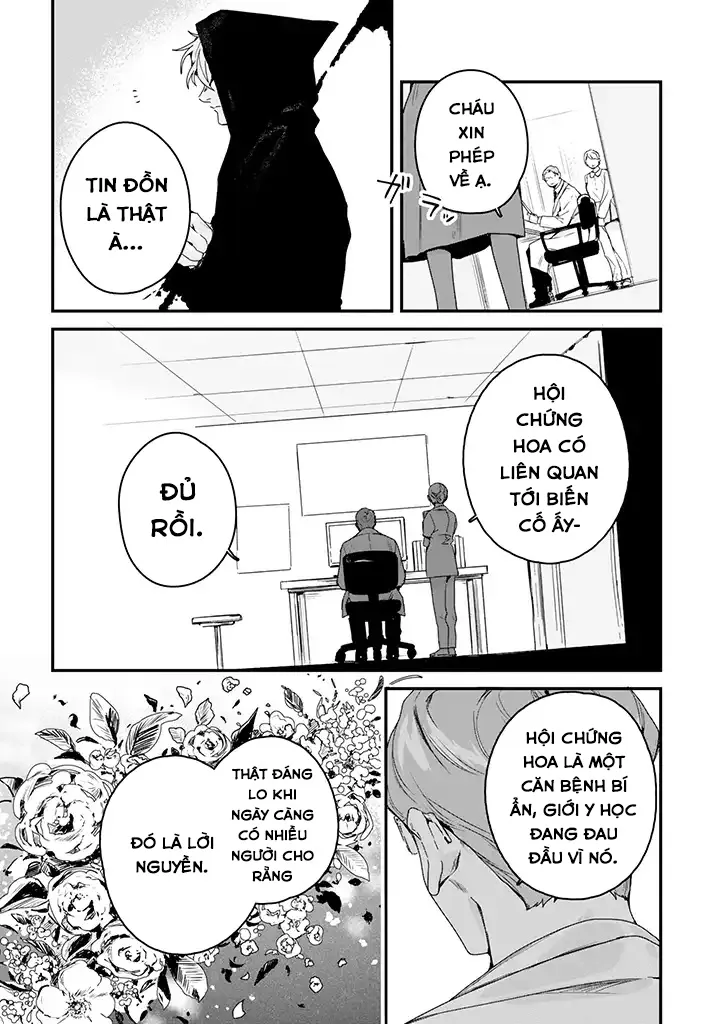 CHÁU
XIN
PHÉP
VỀ Ạ.
ガ
ラ
TIN ĐỒN
LÀ THẬT
À...
HỘI
CHỨNG
HOA CÓ
LIÊN QUAN
TỚI BIẾN
CỐ ẤY-
ĐỦ
RỒI.
HỘI CHỨNG
HOA LÀ MỘT
CĂN BỆNH BÍ
ẨN, GIỚI Y HỌC
ĐANG ĐAU
ĐẦU VÌ NÓ.
THẬT ĐÁNG
LO KHI
NGÀY CÀNG
CÓ NHIỀU
NGƯỜI CHO
RẰNG
ĐÓ LÀ LỜI
NGUYỀN.